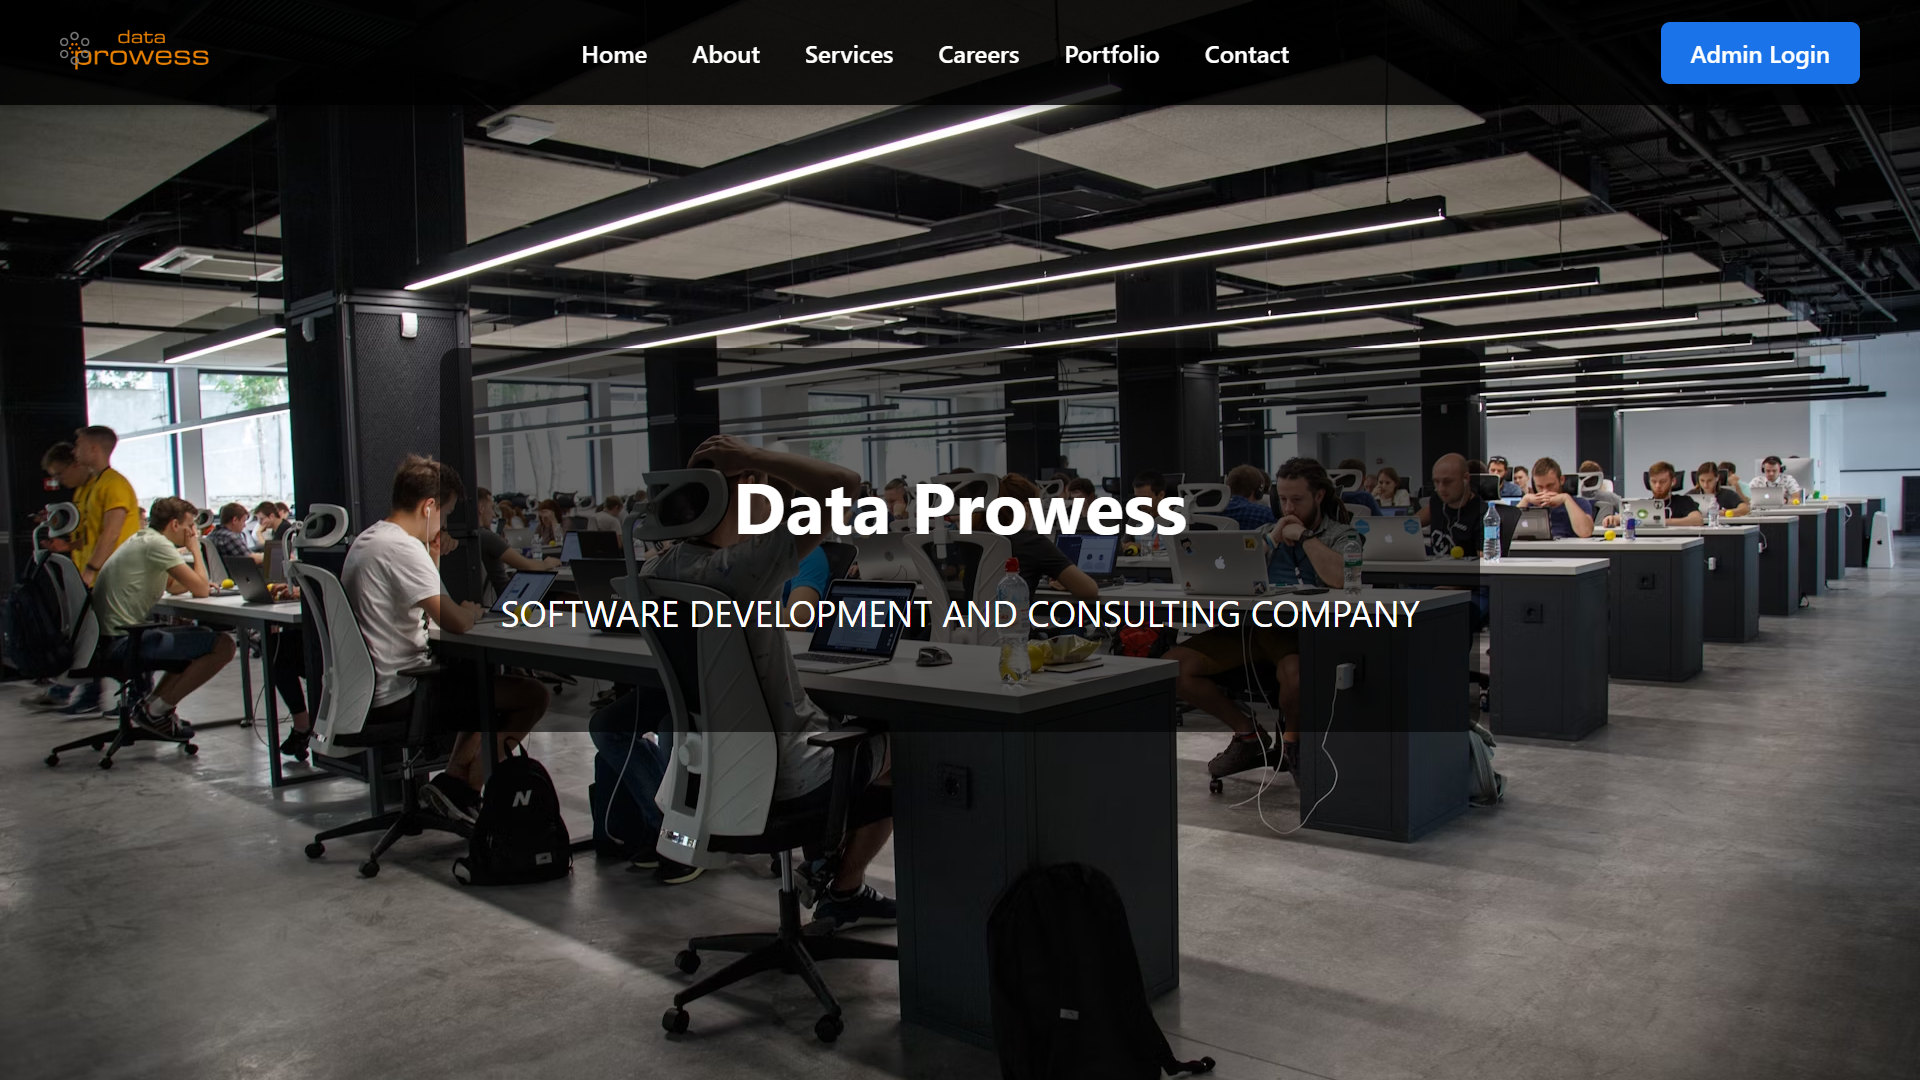 data
prowess
Home
About
Services
Careers
Portfolio
Contact
Admin Login
Data Prowess
SOFTWARE DEVELOPMENT AND CONSULTING COMPANY
N